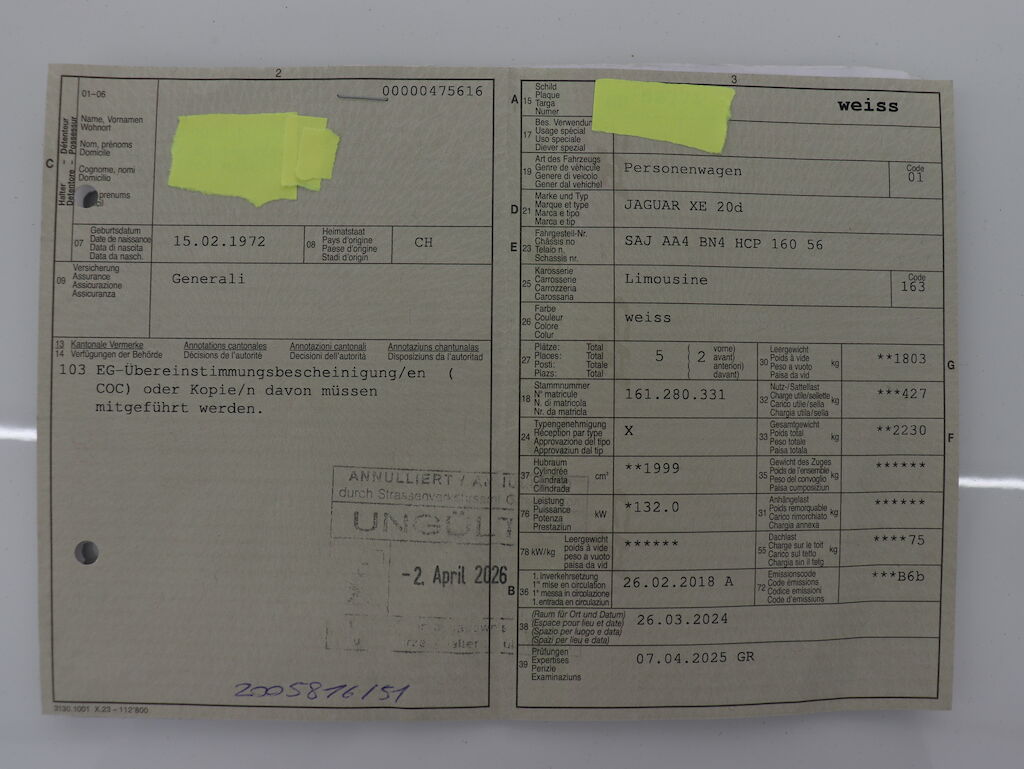 2
01–06
00000475616
C
Halter Détenteur
Detentore Possessur
Name, Vornamen
Wohnort
Nom, prénoms
Domicile
Cognome, nomi
Domicilio
prenums
07
Geburtsdatum
Date de naissance
Data di nascita
Data da nasch.
15.02.1972
08
Heimatstaat
Pays d'origine
Paese d'origine
Stadi d'origin
CH
09
Versicherung
Assurance
Assicurazione
Assicuranza
Generali
13 Kantonale Vermerke Annotations cantonales Annotazioni cantonali Annotaziuns chantunalas
14 Verfügungen der Behörde Décisions de l'autorité Decisioni dell'autorità Disposiziuns da l'autoritad
103 EG-Übereinstimmungsbescheinigung/en (
COC) oder Kopie/n davon müssen
mitgeführt werden.
ANNULLIERT
durch Strassenverkehrsamt
UNGÜLT
-2. April 2026
2005816/51
2130.1001 X.23 – 112'800
3
A
15
Schild
Plaque
Targa
Numer
weiss
17
Bes. Verwendun
Usage spécial
Uso speciale
Diever spezial
19
Art des Fahrzeugs
Genre de véhicule
Genere di veicolo
Gener dal vehichel
Personenwagen
Code
01
D
21
Marke und Typ
Marque et type
Marca e tipo
Marca e tip
JAGUAR XE 20d
E
23
Fahrgestell-Nr.
Châssis no
Telaio n.
Schassis nr.
SAJ AA4 BN4 HCP 160 56
25
Karosserie
Carrosserie
Carrozzeria
Carossaria
Limousine
Code
163
26
Farbe
Couleur
Colore
Colur
weiss
27
Plätze: Total
Places: Total
Posti: Totale
Plazs: Total
5
( 2
vorne)
avant)
anteriori)
davant)
30
Leergewicht
Poids à vide
Peso a vuoto
Paisa da vid
kg
**1803
G
18
Stammnummer
N° matricule
N. di matricola
Nr. da matricla
161.280.331
32
Nutz-/Sattellast
Charge utile/sellette
Carico utile/sella
Chargia utila/sella
kg
***427
24
Typengenehmigung
Réception par type
Approvazione del tipo
Approvaziun dal tip
X
33
Gesamtgewicht
Poids total
Peso totale
Paisa totala
kg
**2230
F
37
Hubraum
Cylindrée
Cilindrata
Cilindrada
cm³
**1999
35
Gewicht des Zuges
Poids de l'ensemble
Peso del convoglio
Paisa cumposiziun
kg
******
76
Leistung
Puissance
Potenza
Prestaziun
kW
*132.0
31
Anhängelast
Poids remorquable
Carico rimorchiato
Chargia annexa
kg
******
78 kW/kg
Leergewicht
poids à vide
peso a vuoto
paisa da vid
******
55
Dachlast
Charge sur le toit
Carico sul tetto
Chargia sin il tetg
kg
****75
B
36
1. Inverkehrsetzung
1re mise en circulation
1a messa in circolazione
1. entrada en circulaziun
26.02.2018 A
72
Emissionscode
Code émissions
Codice emissioni
Code d'emissiuns
***B6b
38
(Raum für Ort und Datum)
(Espace pour lieu et date)
(Spazio per luogo e data)
(Spazi per lieu e data)
26.03.2024
39
Prüfungen
Expertises
Perizie
Examinaziuns
07.04.2025 GR